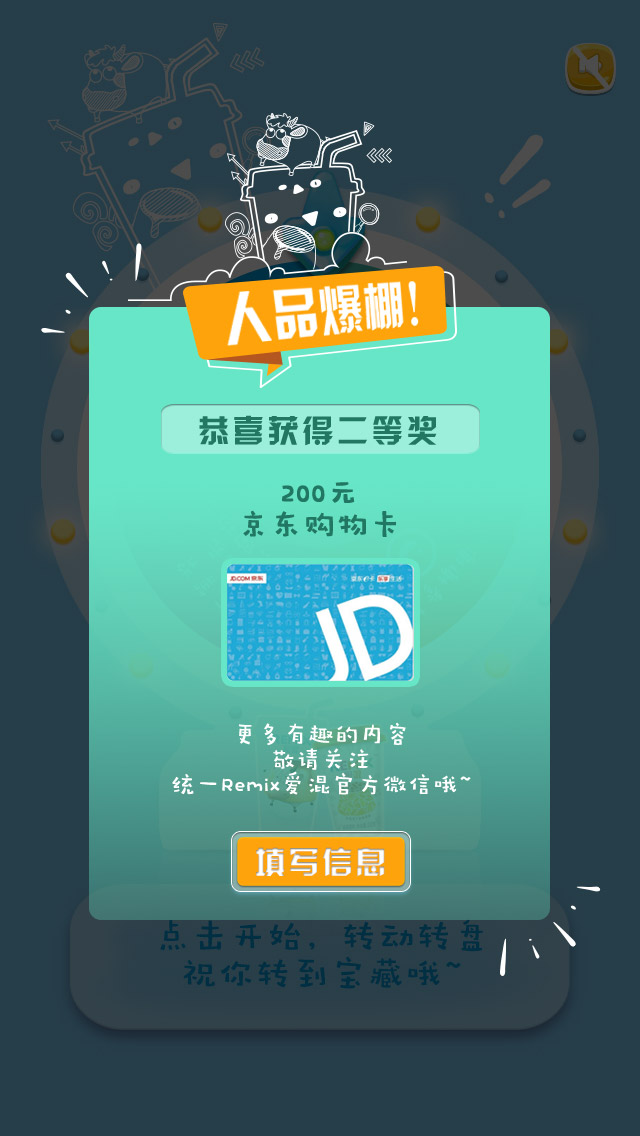 人品爆棚!
恭喜获得二等奖
200元
京东购物卡
JD.COM 京东
JD
更多有趣的内容
敬请关注
统一Remix爱混官方微信哦~
填写信息
点击开始，转动转盘
祝你转到宝藏哦~